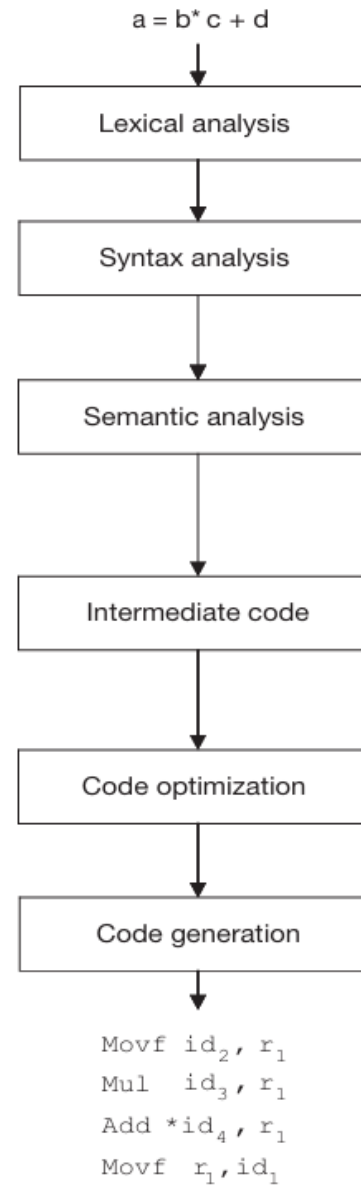 a = b* c + d
Lexical analysis
Syntax analysis
Semantic analysis
Intermediate code
Code optimization
Code generation
Movf id₂, r₁
Mul id₃, r₁
Add *id₄, r₁
Movf r₁,id₁